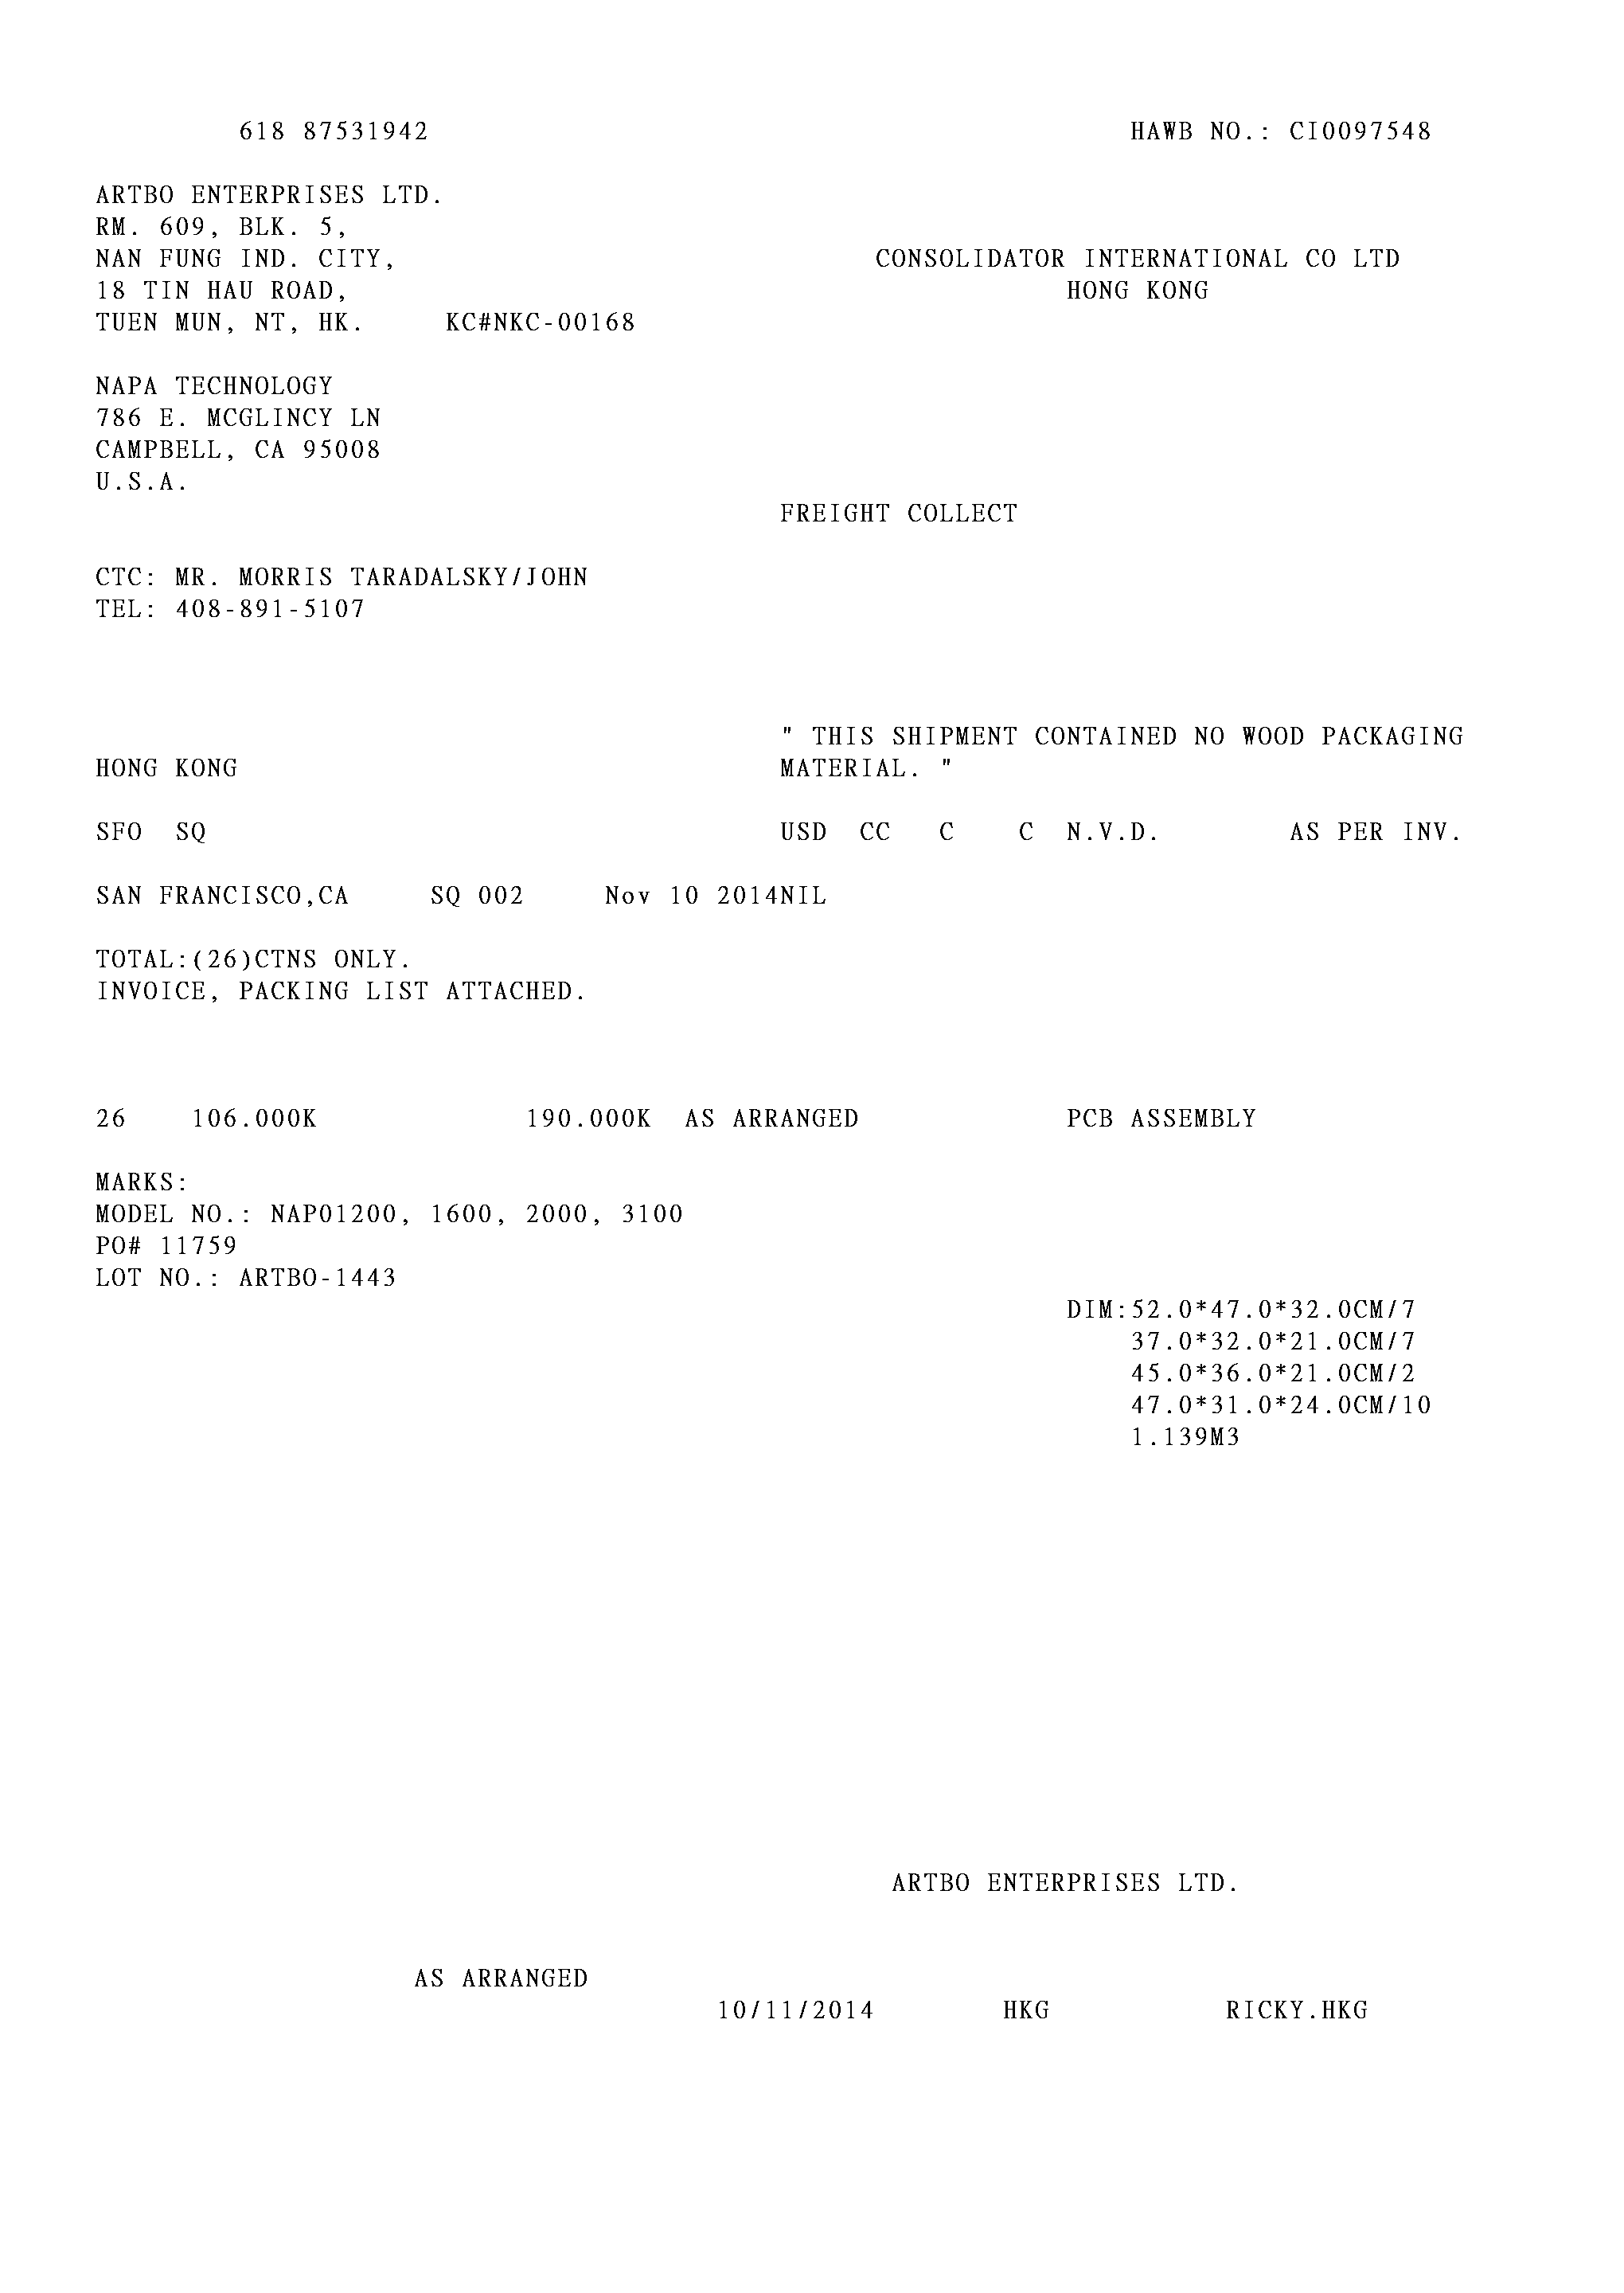 618 87531942 HAWB NO.: CI0097548
ARTBO ENTERPRISES LTD.
RM. 609, BLK. 5,
NAN FUNG IND. CITY, CONSOLIDATOR INTERNATIONAL CO LTD
18 TIN HAU ROAD, HONG KONG
TUEN MUN, NT, HK. KC#NKC-00168
NAPA TECHNOLOGY
786 E. MCGLINCY LN
CAMPBELL, CA 95008
U.S.A.
FREIGHT COLLECT
CTC: MR. MORRIS TARADALSKY/JOHN
TEL: 408-891-5107
" THIS SHIPMENT CONTAINED NO WOOD PACKAGING
HONG KONG MATERIAL. "
SFO SQ USD CC C C N.V.D. AS PER INV.
SAN FRANCISCO,CA SQ 002 Nov 10 2014NIL
TOTAL:(26)CTNS ONLY.
INVOICE, PACKING LIST ATTACHED.
26 106.000K 190.000K AS ARRANGED PCB ASSEMBLY
MARKS:
MODEL NO.: NAP01200, 1600, 2000, 3100
PO# 11759
LOT NO.: ARTBO-1443
DIM:52.0*47.0*32.0CM/7
37.0*32.0*21.0CM/7
45.0*36.0*21.0CM/2
47.0*31.0*24.0CM/10
1.139M3
ARTBO ENTERPRISES LTD.
AS ARRANGED
10/11/2014 HKG RICKY.HKG